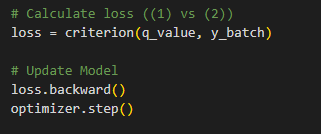 # Calculate loss ((1) vs (2))
loss = criterion(q_value, y_batch)
# Update Model
loss.backward()
optimizer.step()